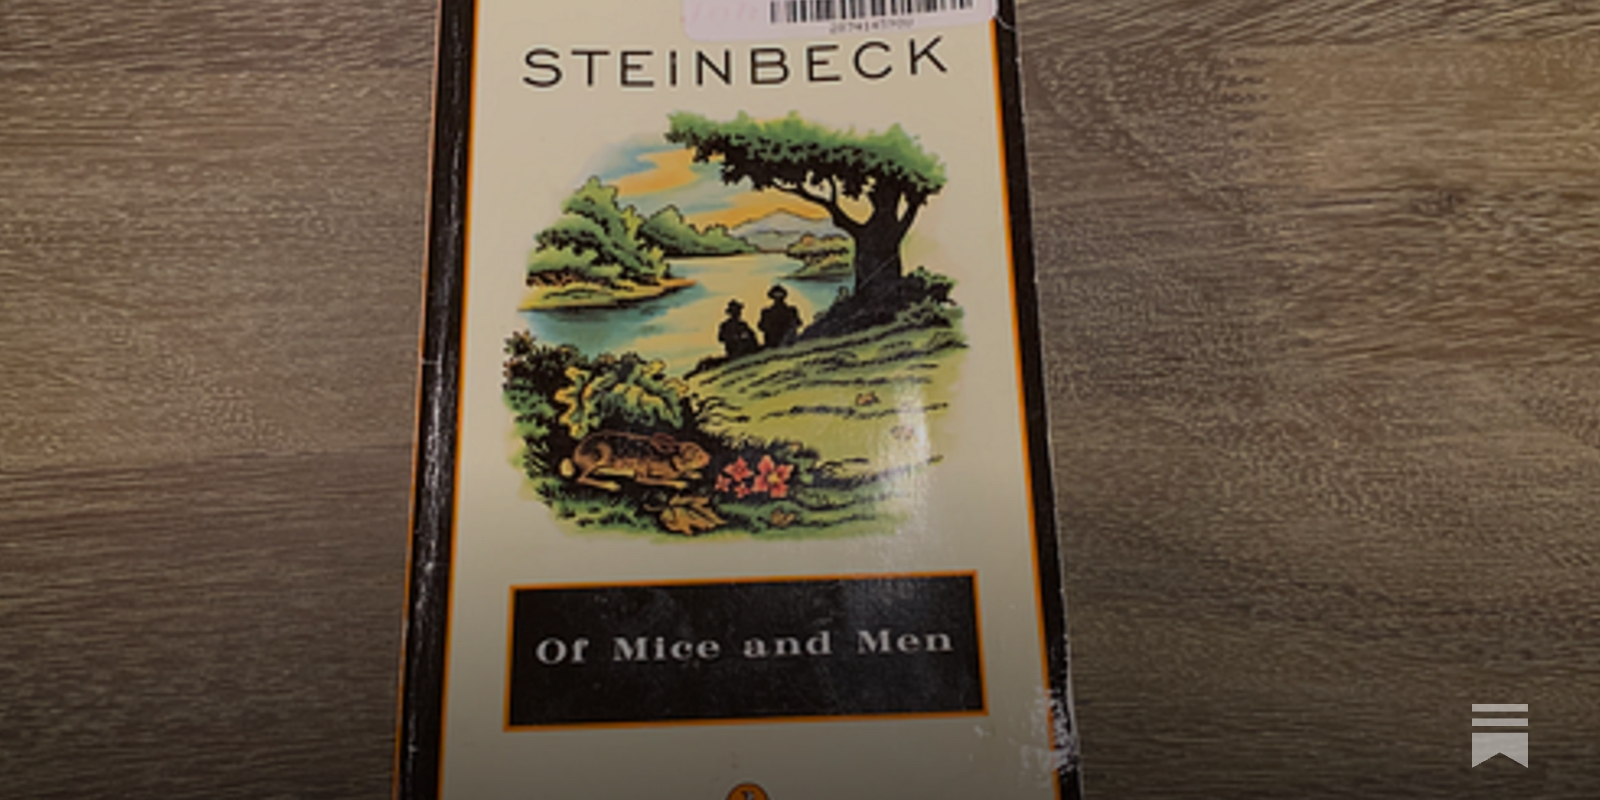 STEINBECK
Of Mice and Men